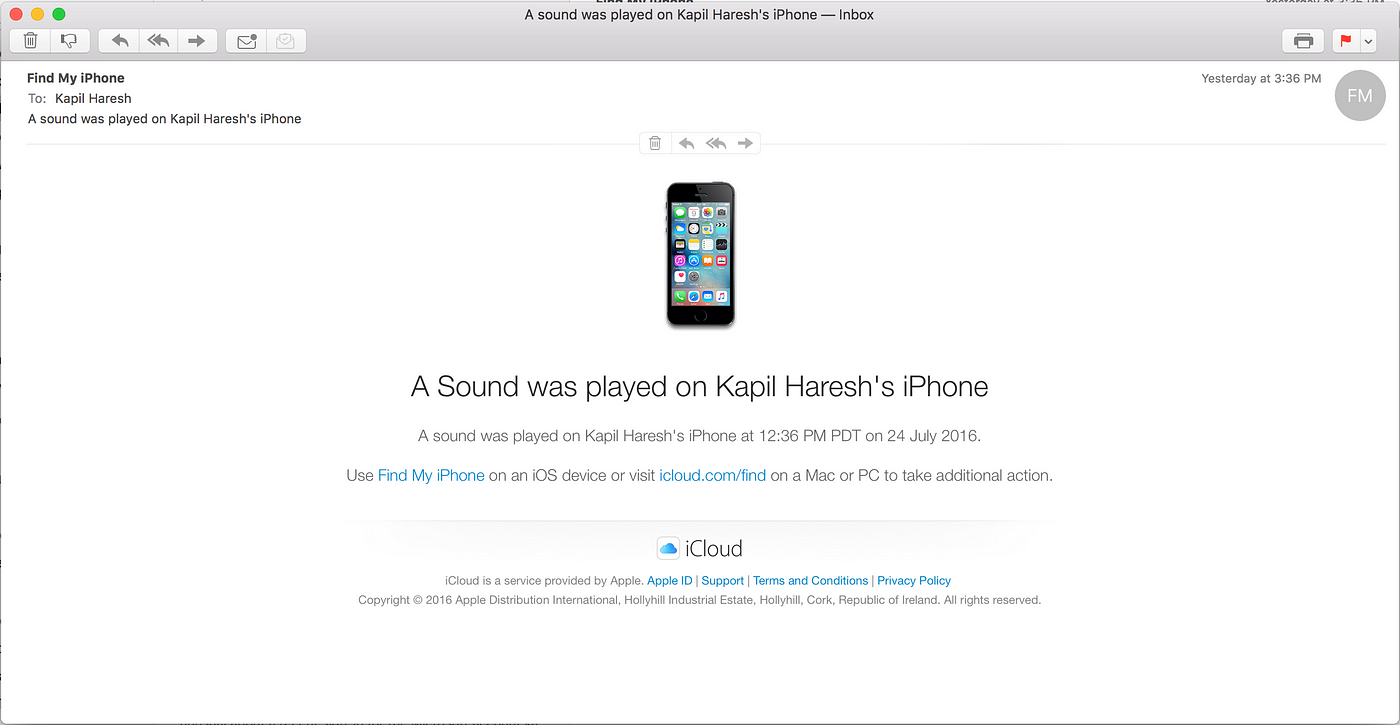 A sound was played on Kapil Haresh's iPhone — Inbox
Find My iPhone
Yesterday at 3:36 PM
FM
To: Kapil Haresh
A sound was played on Kapil Haresh's iPhone
A Sound was played on Kapil Haresh's iPhone
A sound was played on Kapil Haresh's iPhone at 12:36 PM PDT on 24 July 2016.
Use Find My iPhone on an iOS device or visit icloud.com/find on a Mac or PC to take additional action.
iCloud
iCloud is a service provided by Apple. Apple ID | Support | Terms and Conditions | Privacy Policy
Copyright © 2016 Apple Distribution International, Hollyhill Industrial Estate, Hollyhill, Cork, Republic of Ireland. All rights reserved.